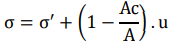 σ = σ′ + (1 − Ac/A) . u